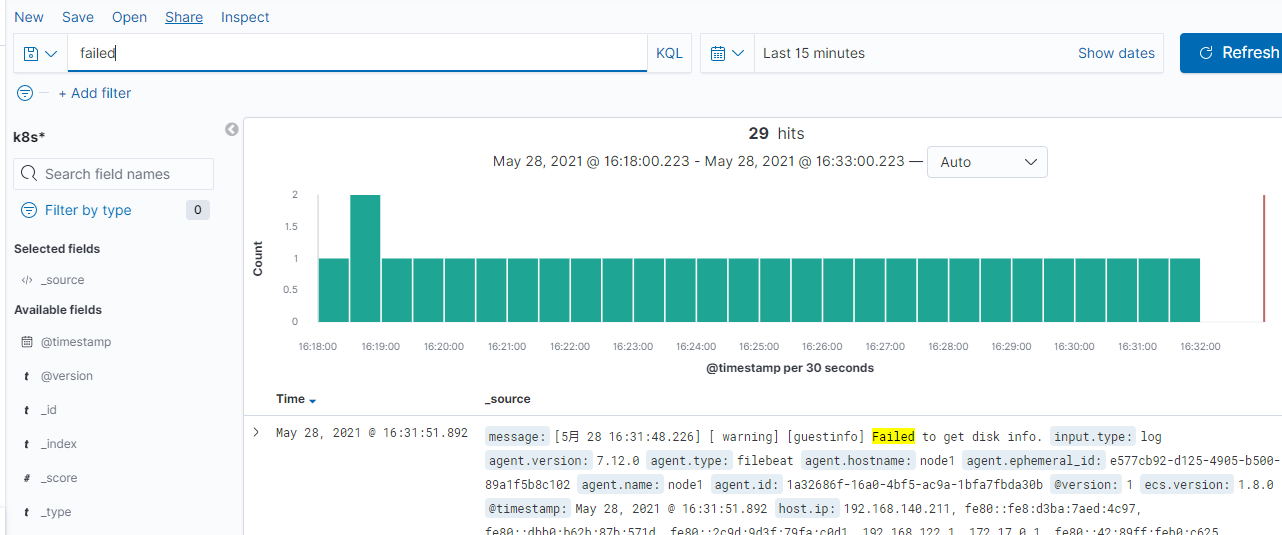 New Save Open Share Inspect
failed KQL Last 15 minutes Show dates Refresh
+ Add filter
k8s*
Search field names
Filter by type 0
Selected fields
_source
Available fields
@timestamp
t @version
t _id
t _index
# _score
t _type
29 hits
May 28, 2021 @ 16:18:00.223 - May 28, 2021 @ 16:33:00.223 — Auto
2
1.5
1
0.5
0
Count
16:18:00 16:19:00 16:20:00 16:21:00 16:22:00 16:23:00 16:24:00 16:25:00 16:26:00 16:27:00 16:28:00 16:29:00 16:30:00 16:31:00 16:32:00
@timestamp per 30 seconds
Time _source
May 28, 2021 @ 16:31:51.892 message: [5月 28 16:31:48.226] [ warning] [guestinfo] Failed to get disk info. input.type: log
agent.version: 7.12.0 agent.type: filebeat agent.hostname: node1 agent.ephemeral_id: e577cb92-d125-4905-b500-
89a1f5b8c102 agent.name: node1 agent.id: 1a32686f-16a0-4bf5-ac9a-1bfa7fbda30b @version: 1 ecs.version: 1.8.0
@timestamp: May 28, 2021 @ 16:31:51.892 host.ip: 192.168.140.211, fe80::fe8:d3ba:7aed:4c97,
fe80::dbb0:b62b:87b:571d, fe80::2c9d:9d3f:79fa:c0d1, 192.168.122.1, 172.17.0.1, fe80::42:89ff:feb0:c625,